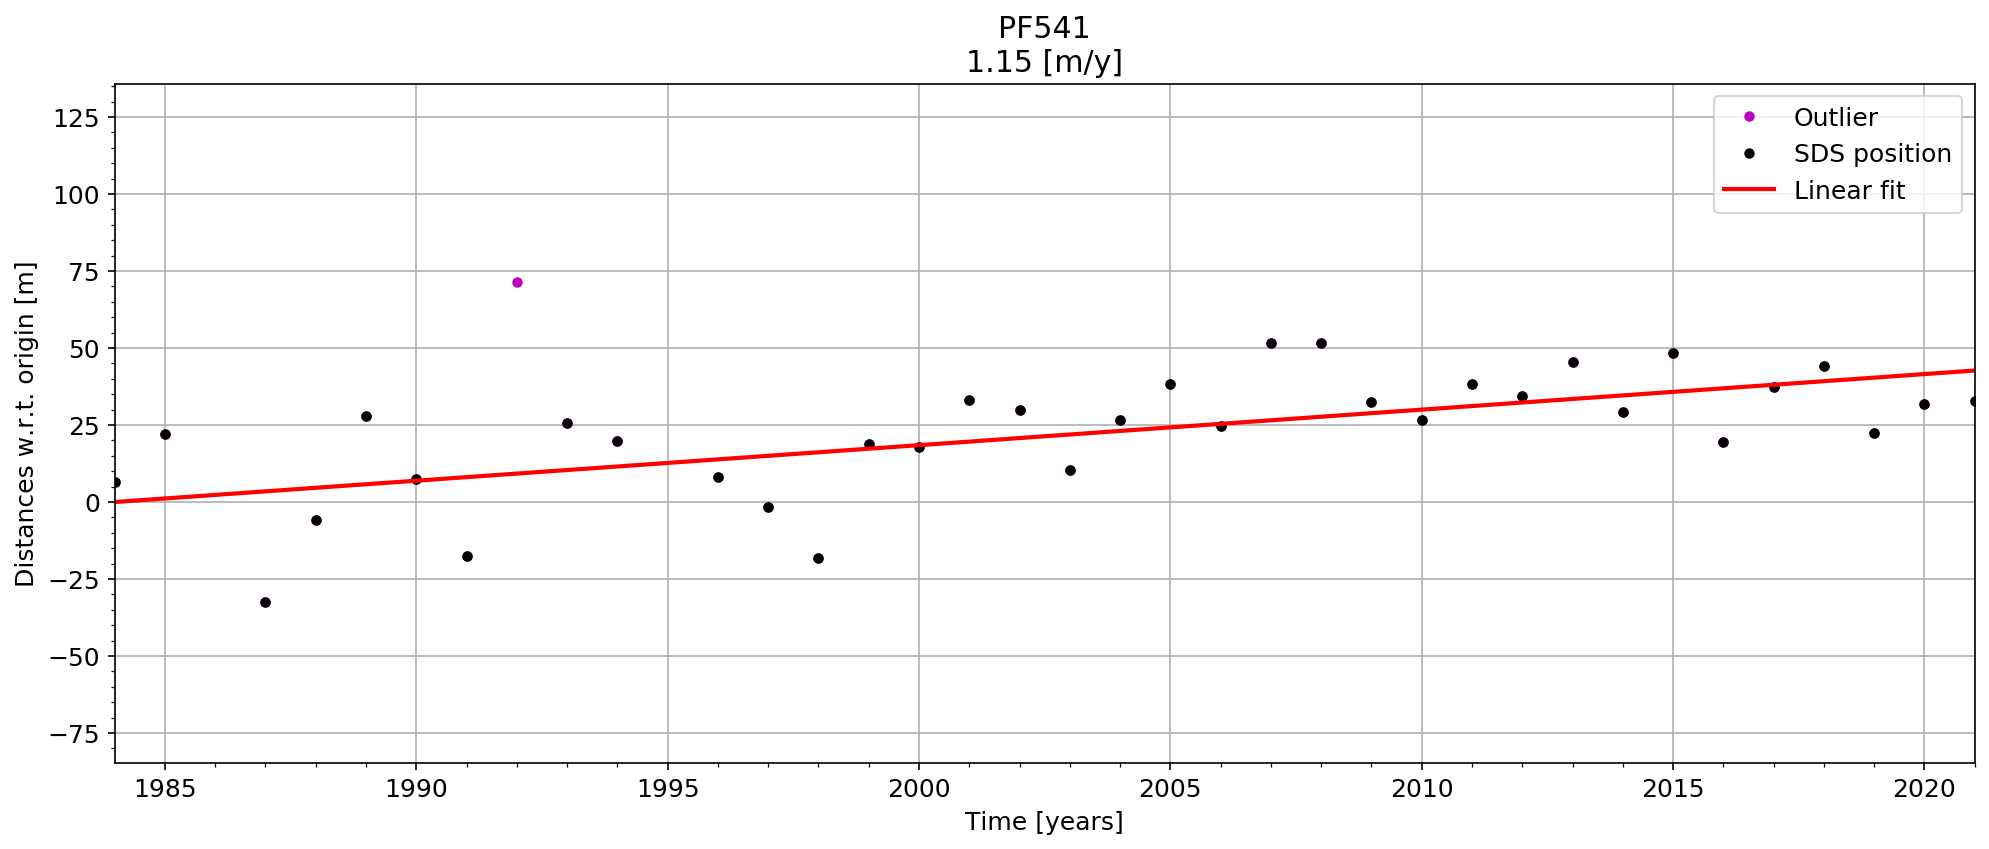 PF541
1.15 [m/y]
Outlier
SDS position
Linear fit
Distances w.r.t. origin [m]
125
100
75
50
25
0
−25
−50
−75
1985 1990 1995 2000 2005 2010 2015 2020
Time [years]